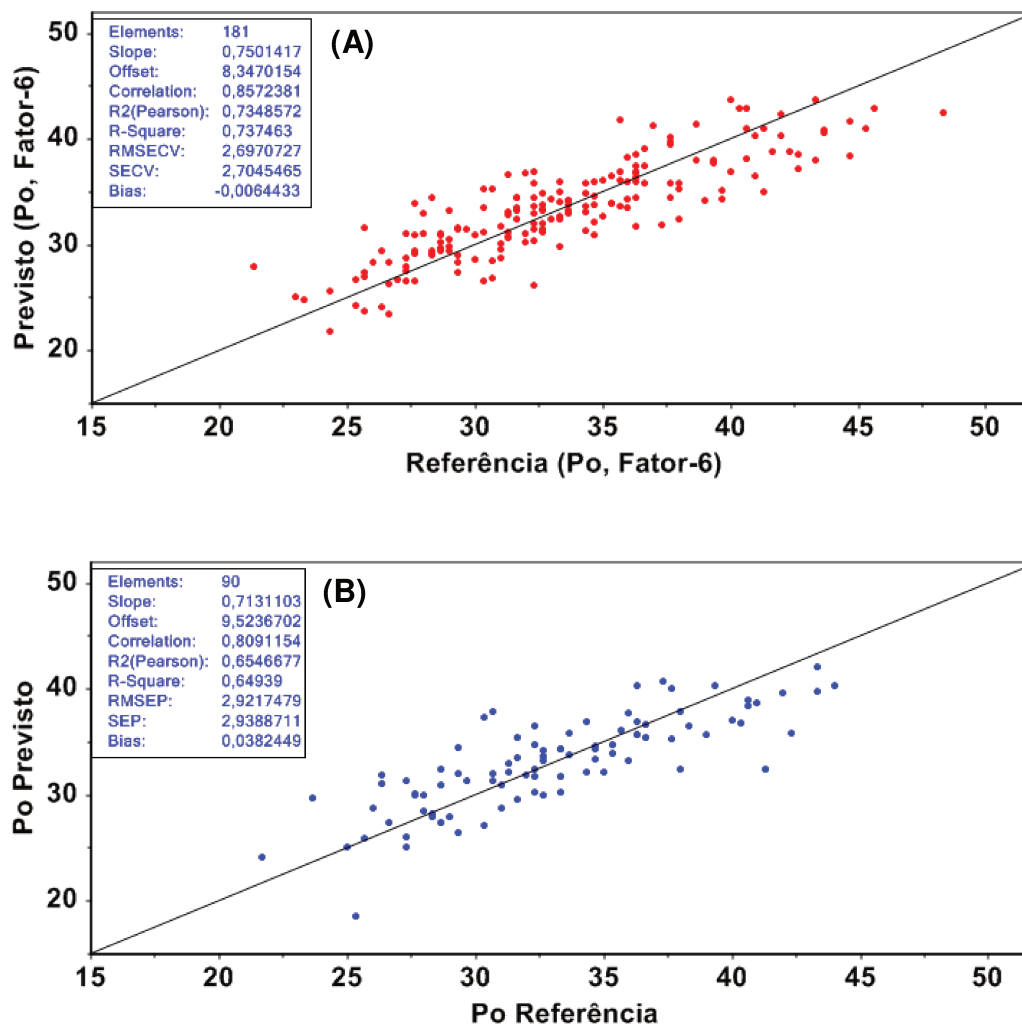 50
40
30
20
Previsto (Po, Fator-6)
Elements: 181
Slope: 0,7501417
Offset: 8,3470154
Correlation: 0,8572381
R2(Pearson): 0,7348572
R-Square: 0,737463
RMSECV: 2,6970727
SECV: 2,7045465
Bias: -0,0064433
(A)
15 20 25 30 35 40 45 50
Referência (Po, Fator-6)
50
40
30
20
Po Previsto
Elements: 90
Slope: 0,7131103
Offset: 9,5236702
Correlation: 0,8091154
R2(Pearson): 0,6546677
R-Square: 0,64939
RMSEP: 2,9217479
SEP: 2,9388711
Bias: 0,0382449
(B)
15 20 25 30 35 40 45 50
Po Referência